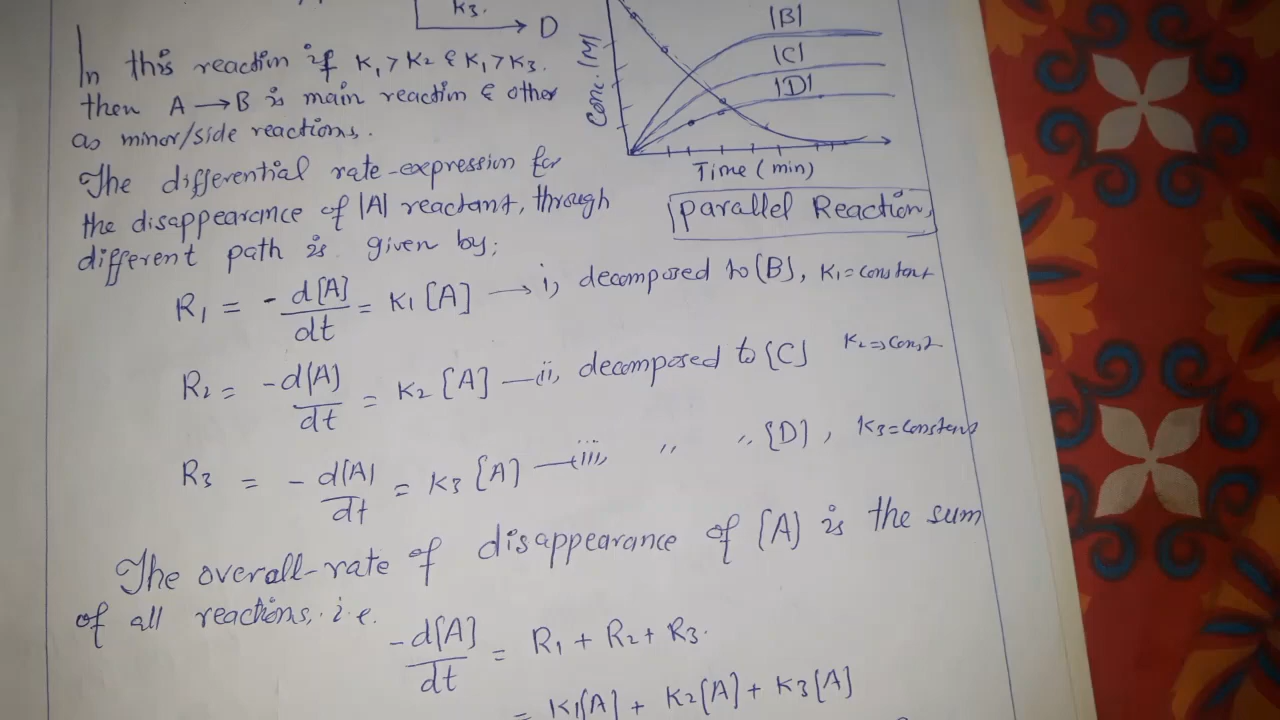 K3.
D
In this reaction if K1 > K2 & K1 > K3.
then A → B is main reaction & other
as minor/side reactions.
Conc. |M|
|B|
|C|
|D|
Time (min)
parallel Reaction,
The differential rate-expression for
the disappearance of |A| reactant, through
different path is given by;
R1 = - d[A]/dt = K1 [A] → i, decomposed to [B], K1 = constant
R2 = -d[A]/dt = K2 [A] — ii, decomposed to [C] K2 = const
R3 = - d[A]/dt = K3 [A] — iii, ,, ,, [D], K3 = constant
The overall-rate of disappearance of [A] is the sum
of all reactions, i.e.
-d[A]/dt = R1 + R2 + R3.
= K1[A] + K2[A] + K3[A]